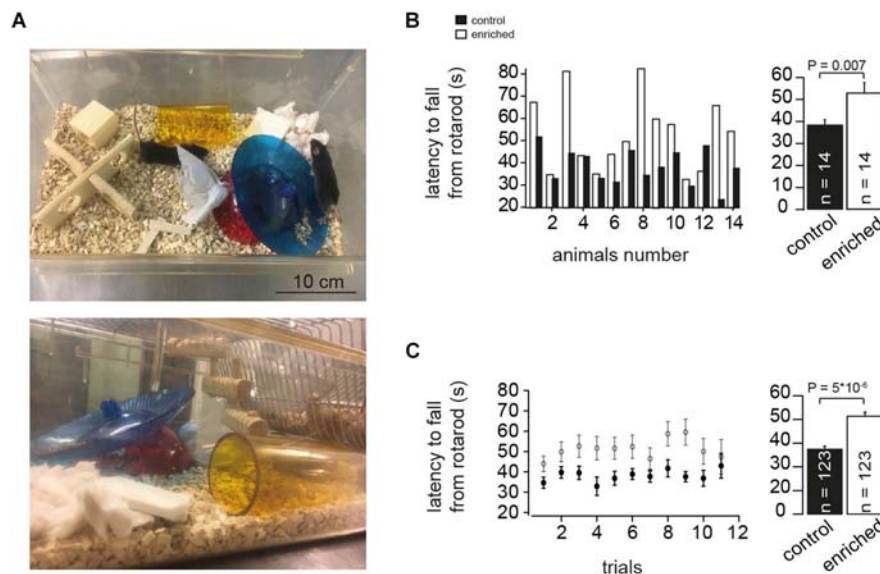 A
10 cm
B
control
enriched
latency to fall
from rotarod (s)
80
70
60
50
40
30
20
2
4
6
8
10
12
14
animals number
P = 0.007
60
50
40
30
20
10
0
n = 14
n = 14
control
enriched
C
latency to fall
from rotarod (s)
80
70
60
50
40
30
20
2
4
6
8
10
12
trials
P = 5*10⁻⁶
60
50
40
30
20
10
0
n = 123
n = 123
control
enriched